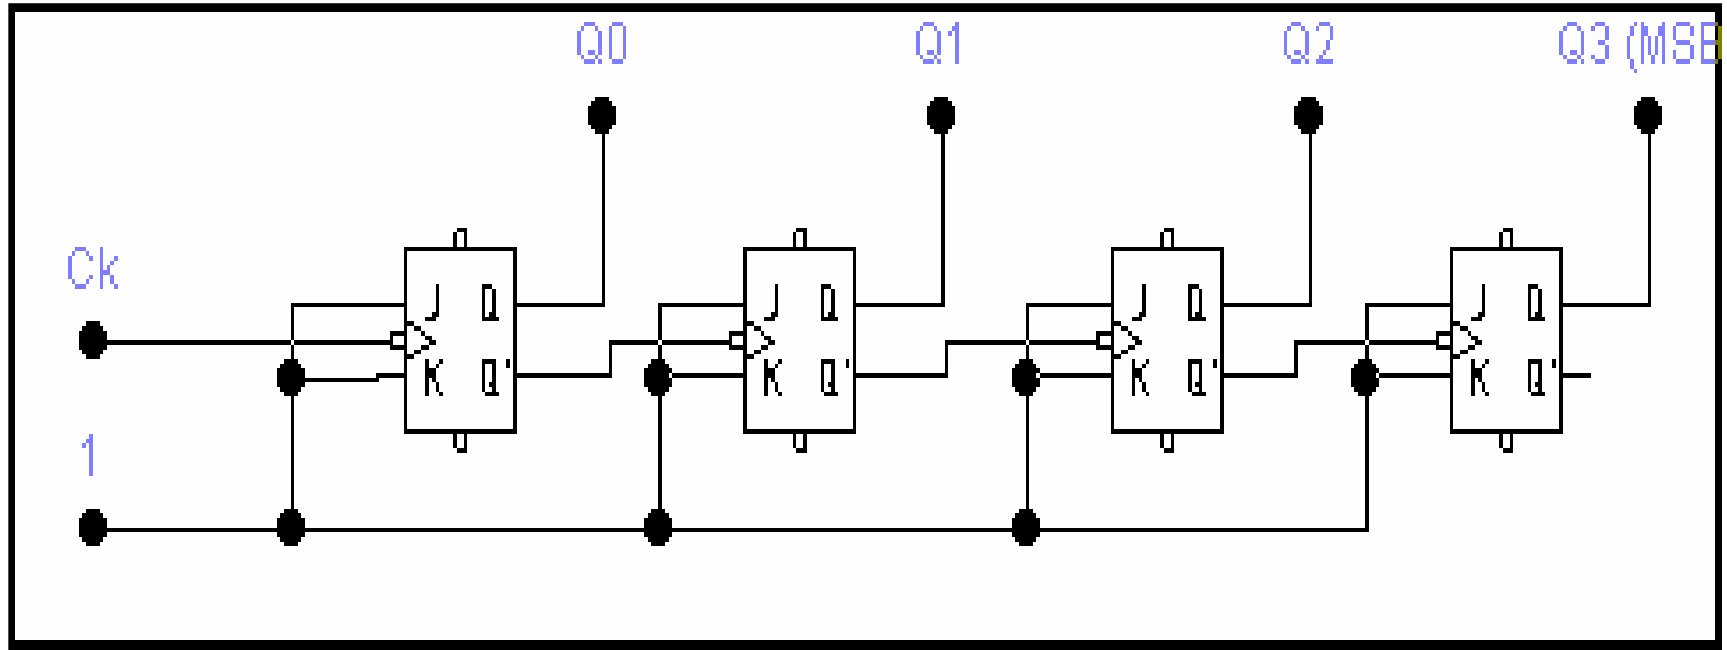 Q0 Q1 Q2 Q3 (MSB
Ck
J Q J Q J Q J Q
K Q' K Q' K Q' K Q'
1